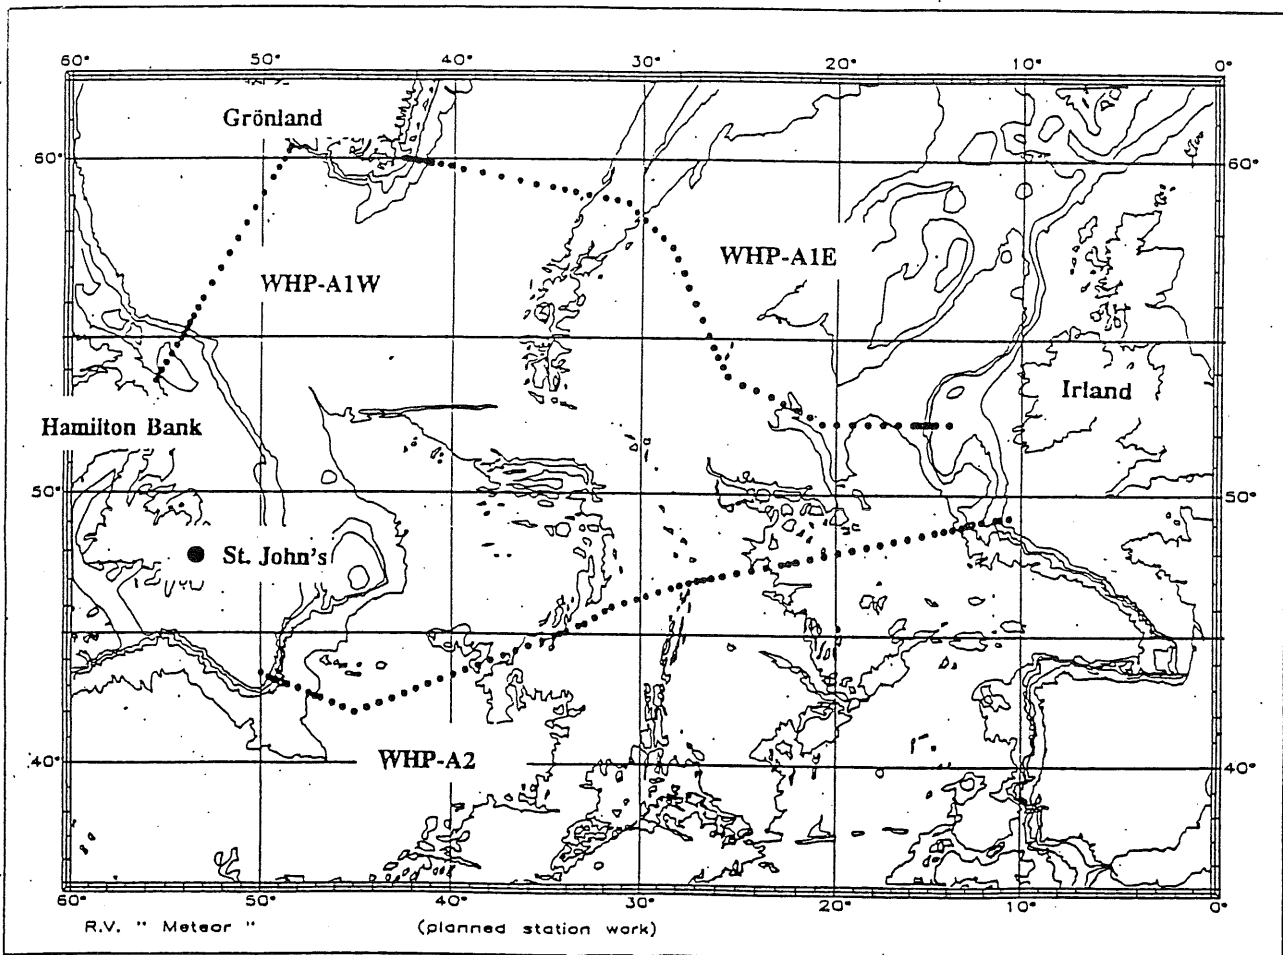 60° 50° 40° 30° 20° 10° 0°
Grönland
60° 60°
WHP-A1W WHP-A1E
Irland
Hamilton Bank
50° 50°
St. John's
WHP-A2
40° 40°
60° 50° 40° 30° 20° 10° 0°
R.V. " Meteor " (planned station work)